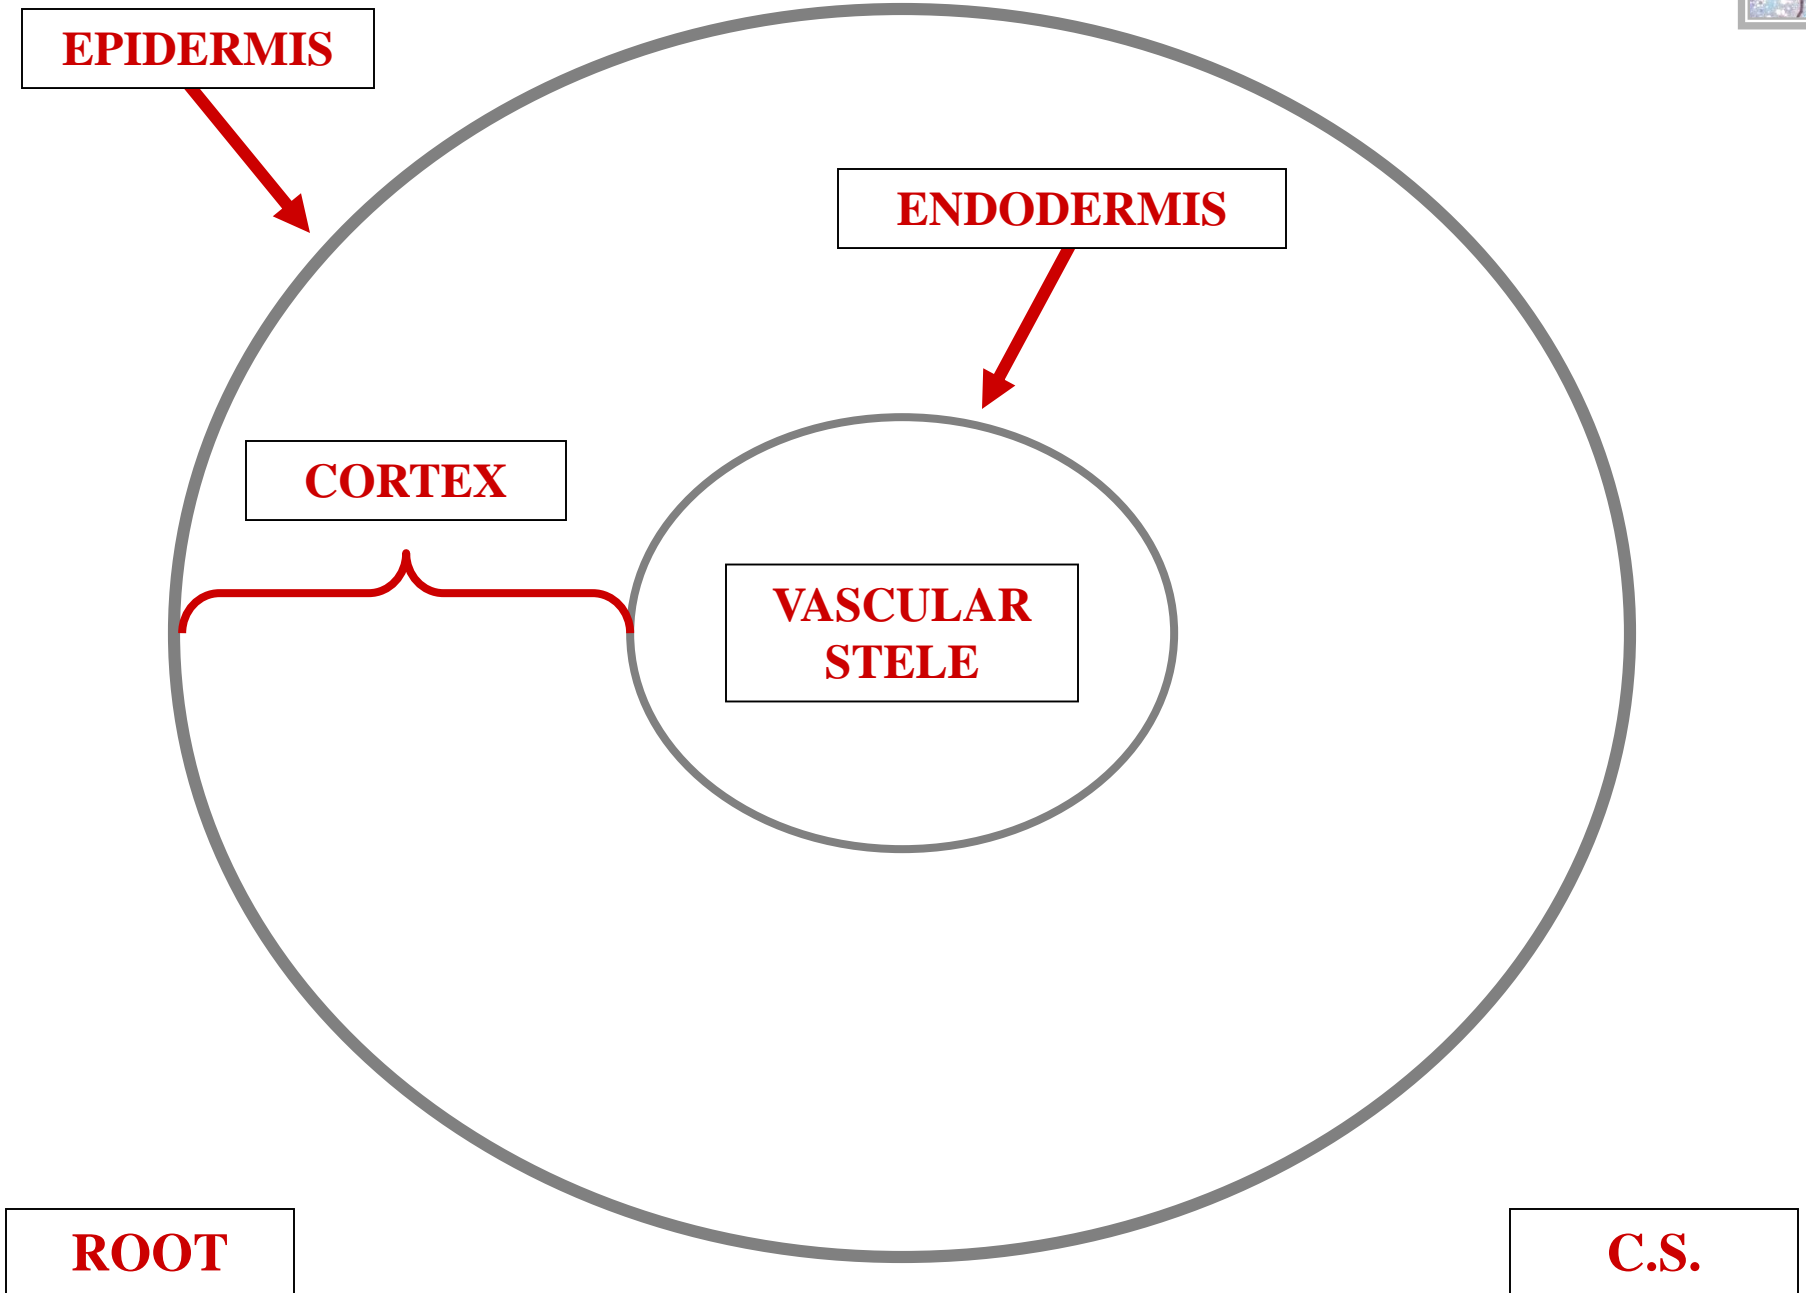 EPIDERMIS
ENDODERMIS
CORTEX
VASCULAR
STELE
ROOT
C.S.